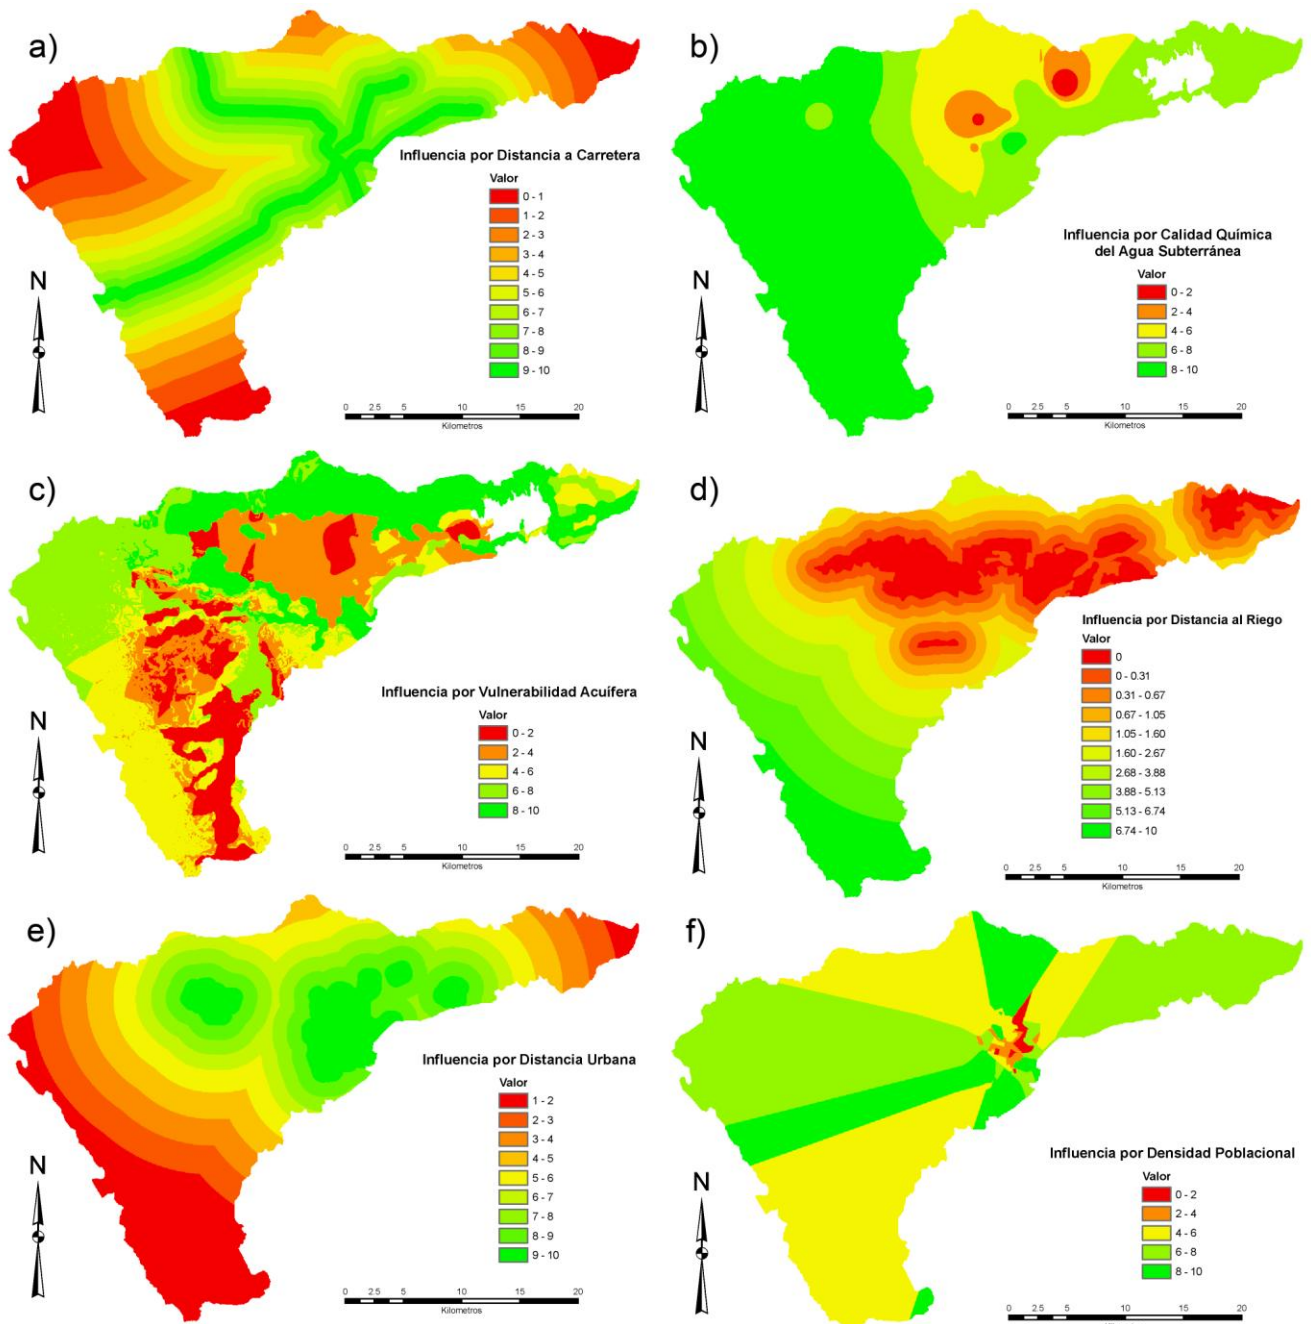 a)
Influencia por Distancia a Carretera
Valor
0 - 1
1 - 2
2 - 3
3 - 4
4 - 5
5 - 6
6 - 7
7 - 8
8 - 9
9 - 10
N
0 2.5 5 10 15 20
Kilometros
b)
Influencia por Calidad Química
del Agua Subterránea
Valor
0 - 2
2 - 4
4 - 6
6 - 8
8 - 10
N
0 2.5 5 10 15 20
Kilometros
c)
Influencia por Vulnerabilidad Acuífera
Valor
0 - 2
2 - 4
4 - 6
6 - 8
8 - 10
N
0 2.5 5 10 15 20
Kilometros
d)
Influencia por Distancia al Riego
Valor
0
0 - 0.31
0.31 - 0.67
0.67 - 1.05
1.05 - 1.60
1.60 - 2.67
2.68 - 3.88
3.88 - 5.13
5.13 - 6.74
6.74 - 10
N
0 2.5 5 10 15 20
Kilometros
e)
Influencia por Distancia Urbana
Valor
1 - 2
2 - 3
3 - 4
4 - 5
5 - 6
6 - 7
7 - 8
8 - 9
9 - 10
N
0 2.5 5 10 15 20
Kilometros
f)
Influencia por Densidad Poblacional
Valor
0 - 2
2 - 4
4 - 6
6 - 8
8 - 10
N
0 2.5 5 10 15 20